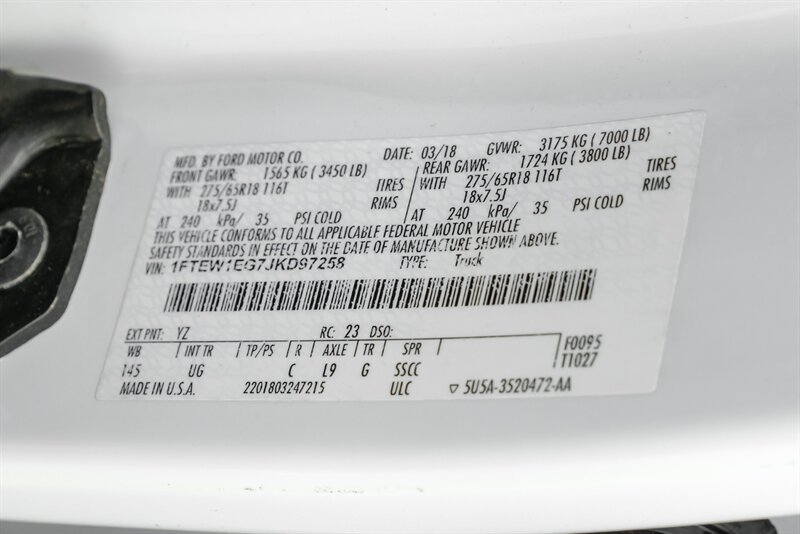 MFD. BY FORD MOTOR CO. DATE: 03/18 GVWR: 3175 KG ( 7000 LB)
FRONT GAWR: 1565 KG ( 3450 LB) REAR GAWR: 1724 KG ( 3800 LB)
WITH 275/65R18 116T TIRES WITH 275/65R18 116T TIRES
18x7.5J RIMS 18x7.5J RIMS
AT 240 kPa/ 35 PSI COLD AT 240 kPa/ 35 PSI COLD
THIS VEHICLE CONFORMS TO ALL APPLICABLE FEDERAL MOTOR VEHICLE
SAFETY STANDARDS IN EFFECT ON THE DATE OF MANUFACTURE SHOWN ABOVE.
VIN: 1FTEW1EG7JKD97258 TYPE: Truck
EXT PNT: YZ RC: 23 DSO:
WB INT TR TP/PS R AXLE TR SPR F0095
145 UG C L9 G SSCC T1027
MADE IN U.S.A. 2201803247215 ULC ▽ 5U5A-3520472-AA